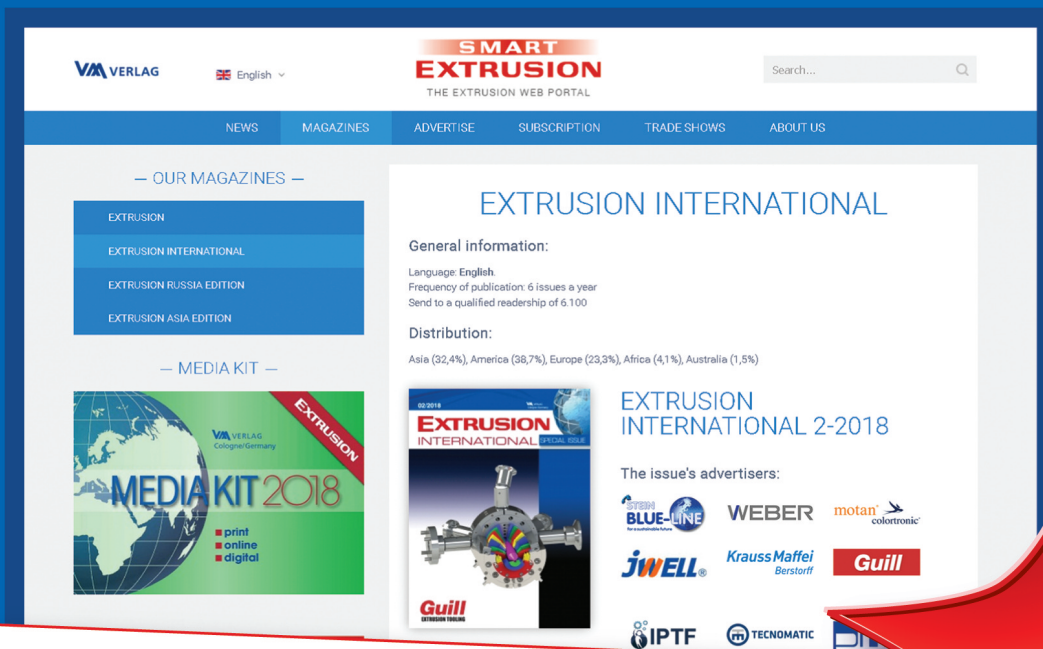 VM VERLAG
English
SMART
EXTRUSION
THE EXTRUSION WEB PORTAL
Search...
NEWS MAGAZINES ADVERTISE SUBSCRIPTION TRADE SHOWS ABOUT US
— OUR MAGAZINES —
EXTRUSION
EXTRUSION INTERNATIONAL
EXTRUSION RUSSIA EDITION
EXTRUSION ASIA EDITION
— MEDIA KIT —
EXTRUSION
VM VERLAG
Cologne/Germany
MEDIA KIT 2018
print
online
digital
EXTRUSION INTERNATIONAL
General information:
Language: English.
Frequency of publication: 6 issues a year
Send to a qualified readership of 6.100
Distribution:
Asia (32,4%), America (38,7%), Europe (23,3%), Africa (4,1%), Australia (1,5%)
02/2018
EXTRUSION
INTERNATIONAL SPECIAL ISSUE
Guill
EXTRUSION TOOLING
EXTRUSION
INTERNATIONAL 2-2018
The issue's advertisers:
STEIN
BLUE-LINE
for a sustainable future
WEBER
motan®
colortronic®
JWELL®
Krauss Maffei
Berstorff
Guill
IPTF
TECNOMATIC